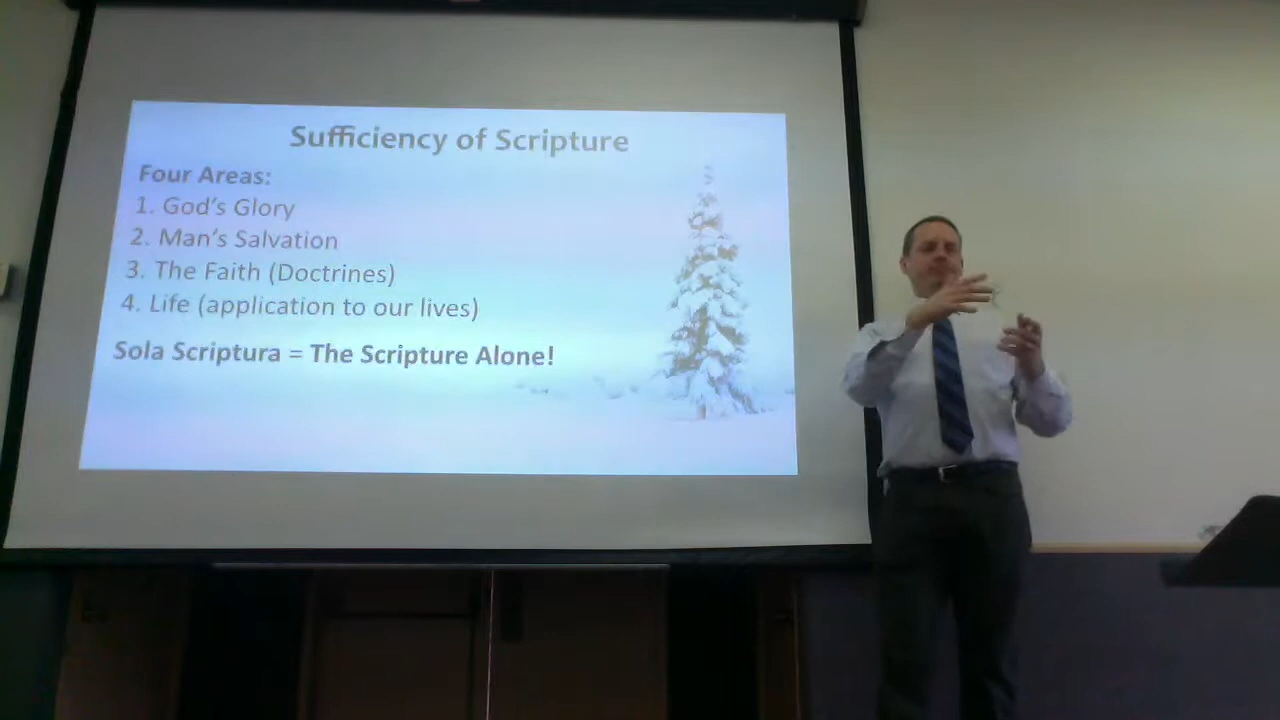 Sufficiency of Scripture
Four Areas:
1. God's Glory
2. Man's Salvation
3. The Faith (Doctrines)
4. Life (application to our lives)
Sola Scriptura = The Scripture Alone!